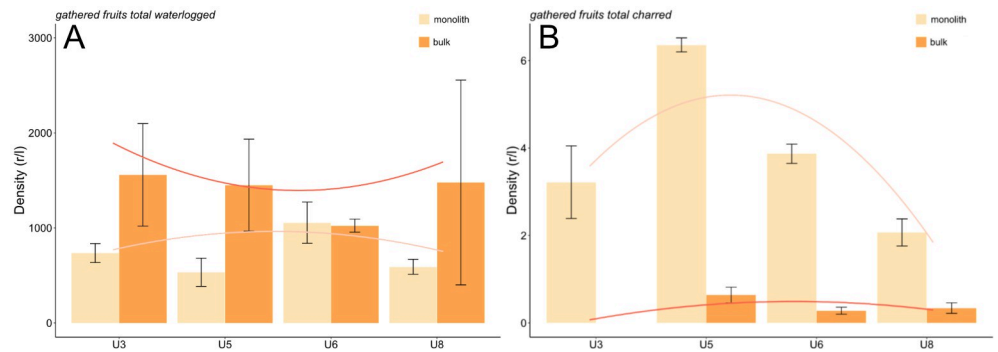 gathered fruits total waterlogged
A
monolith
bulk
3000
2000
1000
0
Density (r/l)
U3 U5 U6 U8
gathered fruits total charred
B
monolith
bulk
6
4
2
0
Density (r/l)
U3 U5 U6 U8